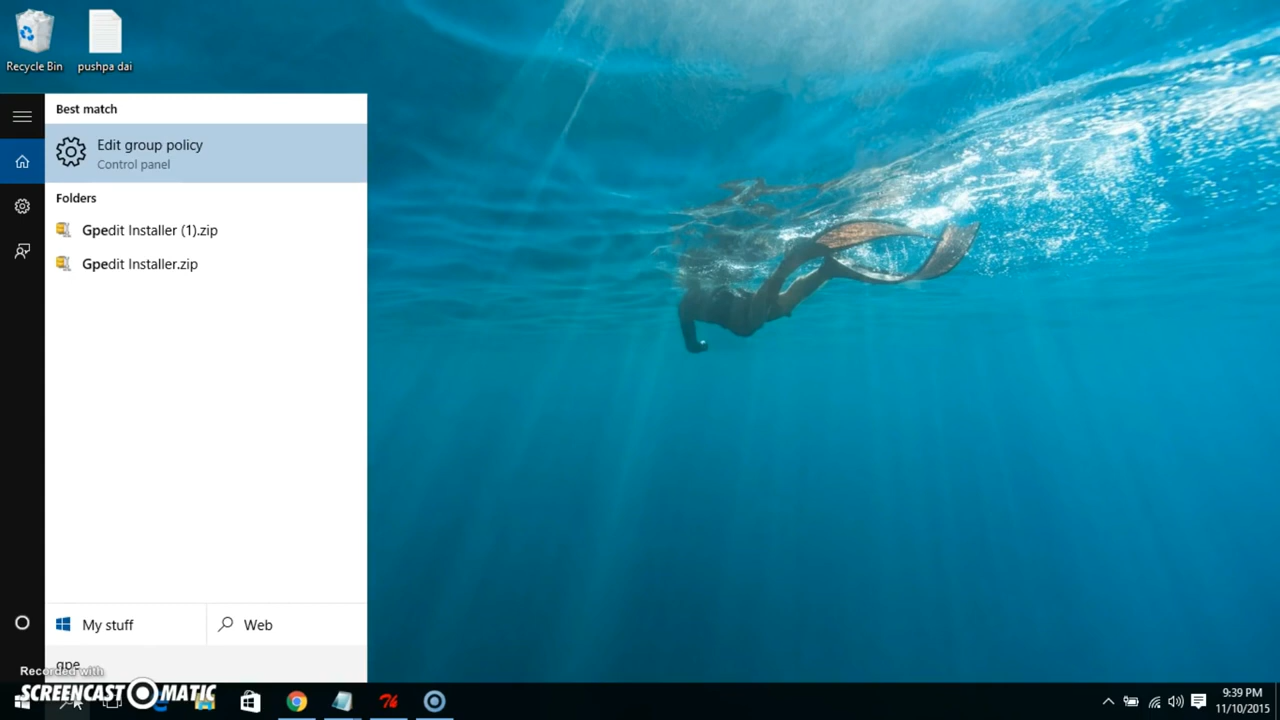 Recycle Bin
pushpa dai
Best match
Edit group policy
Control panel
Folders
Gpedit Installer (1).zip
Gpedit Installer.zip
My stuff
Web
gpe
Recorded with
SCREENCAST-O-MATIC
9:39 PM
11/10/2015